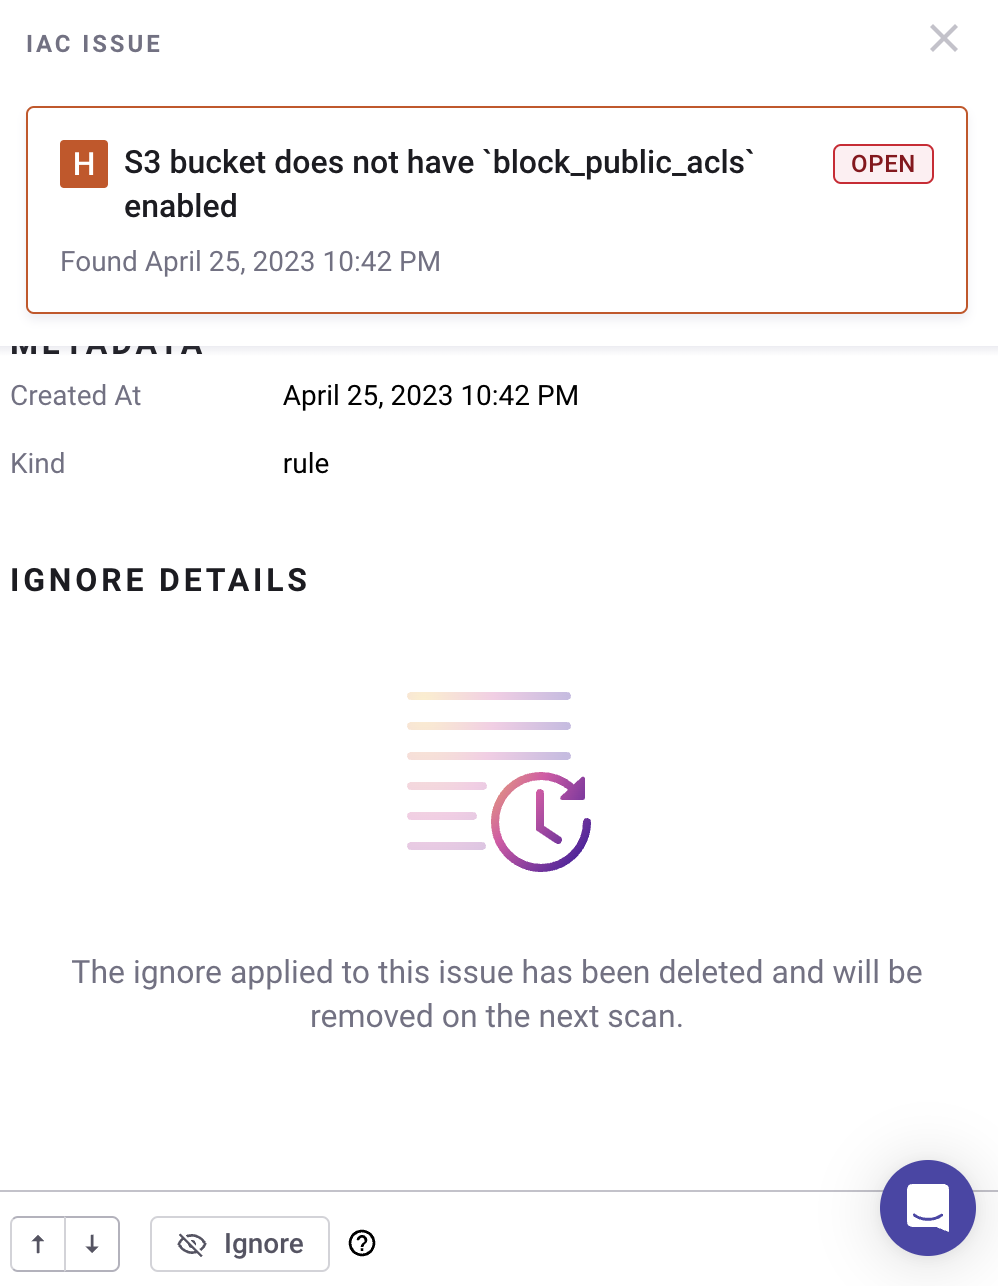 IAC ISSUE
H
S3 bucket does not have `block_public_acls`
enabled
OPEN
Found April 25, 2023 10:42 PM
METADATA
Created At April 25, 2023 10:42 PM
Kind rule
IGNORE DETAILS
The ignore applied to this issue has been deleted and will be
removed on the next scan.
Ignore